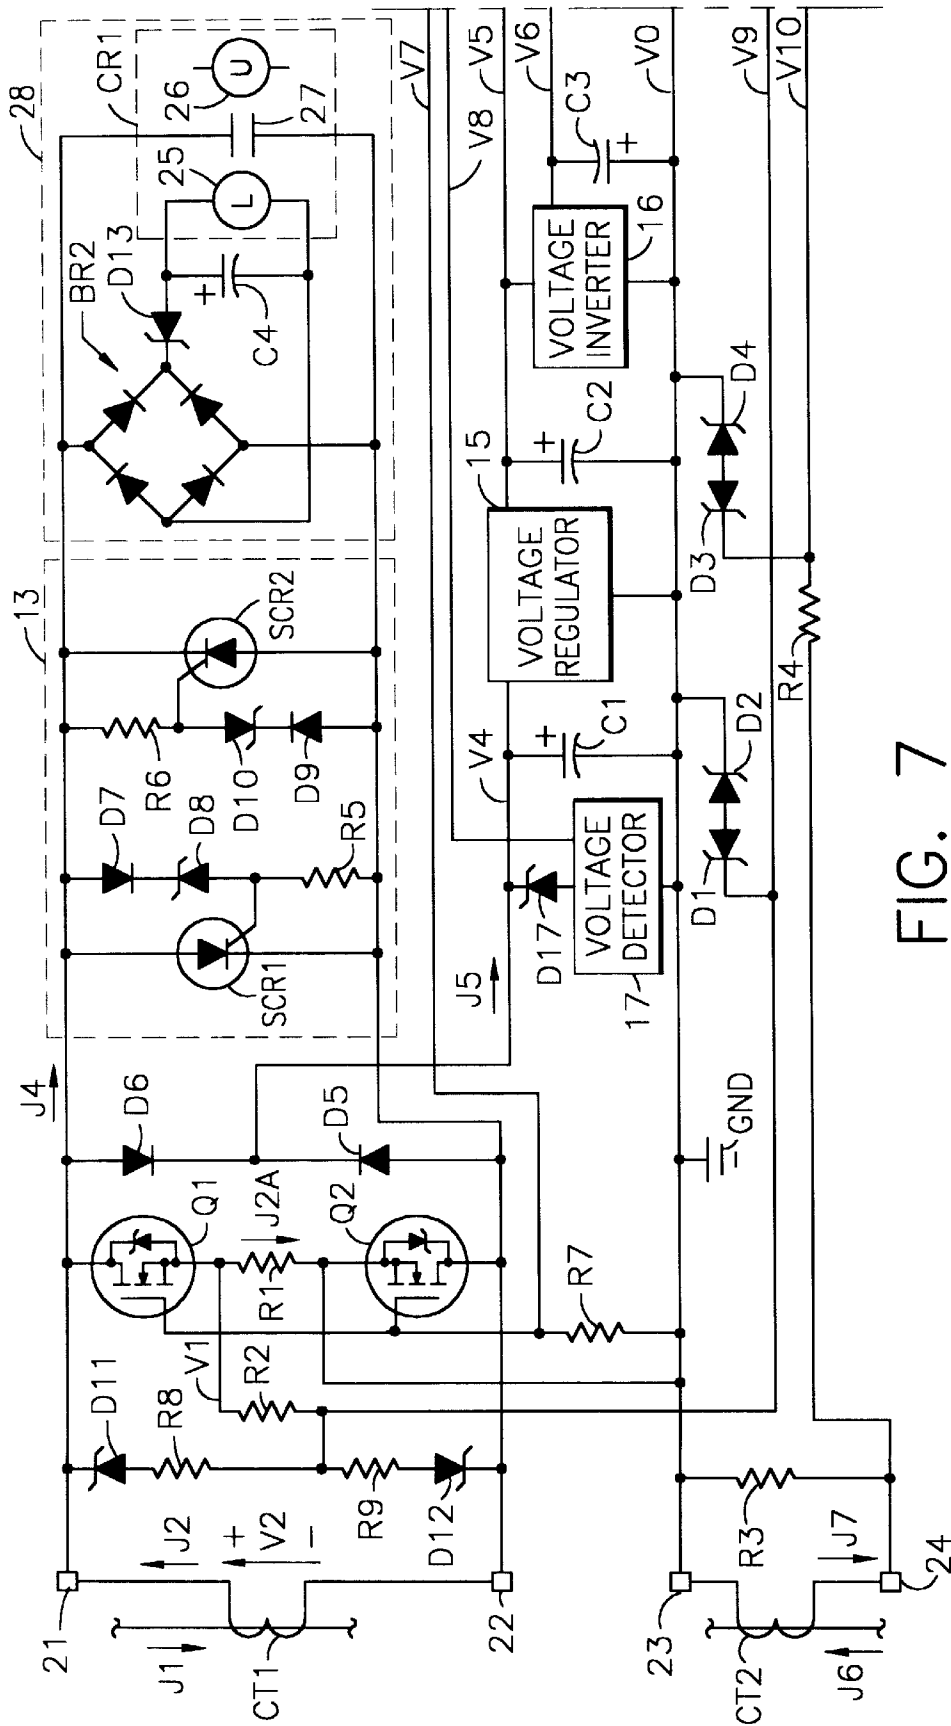 28
CR1
26
U
27
25
L
BR2
D13
+
C4
13
SCR2
R6
D10
D9
D7
D8
R5
SCR1
J4
D6
D5
Q1
J2A
R1
Q2
R7
V1
R2
D11
R8
R9
D12
J2
+
V2
−
21
22
J1
CT1
V7
V8
V5
V6
V0
V9
V10
C3
+
VOLTAGE
INVERTER
16
+
C2
15
VOLTAGE
REGULATOR
V4
+
C1
J5
D17
VOLTAGE
DETECTOR
17
D3
D4
D1
D2
R4
GND
R3
J7
23
24
CT2
J6
FIG. 7